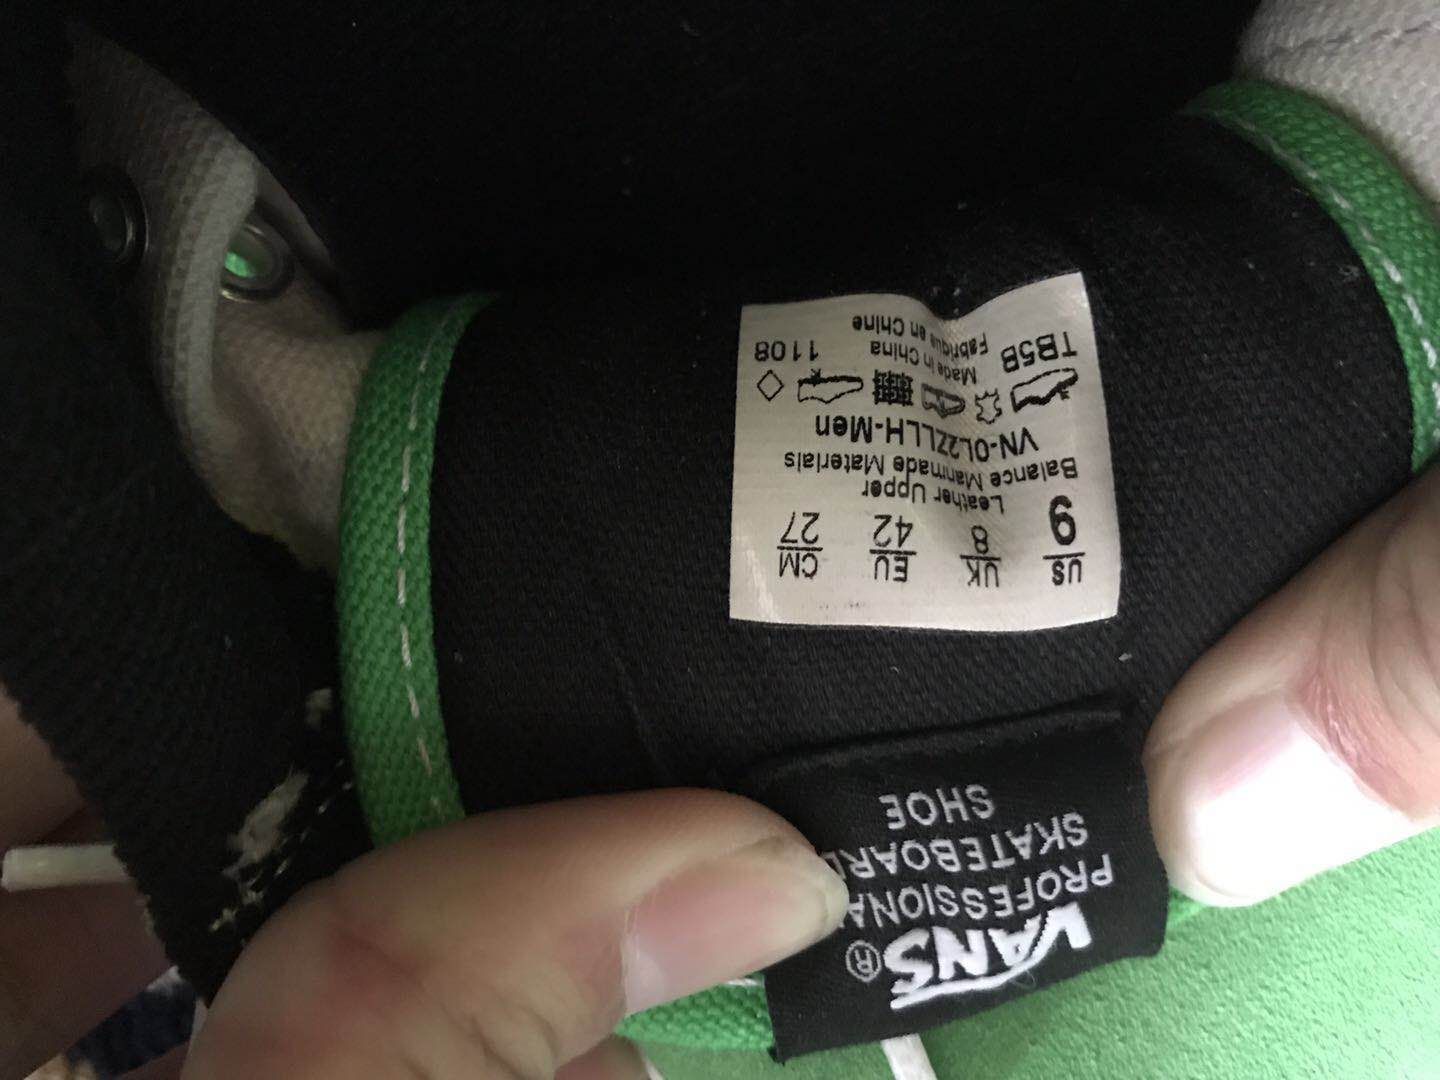 VANS®
PROFESSIONAL
SKATEBOARD
SHOE
US UK EU CM
9 8 42 27
Leather Upper
Balance Manmade Materials
VN-0L2ZLLH-Men
TB5B Made in China 1108
Fabriqué en Chine